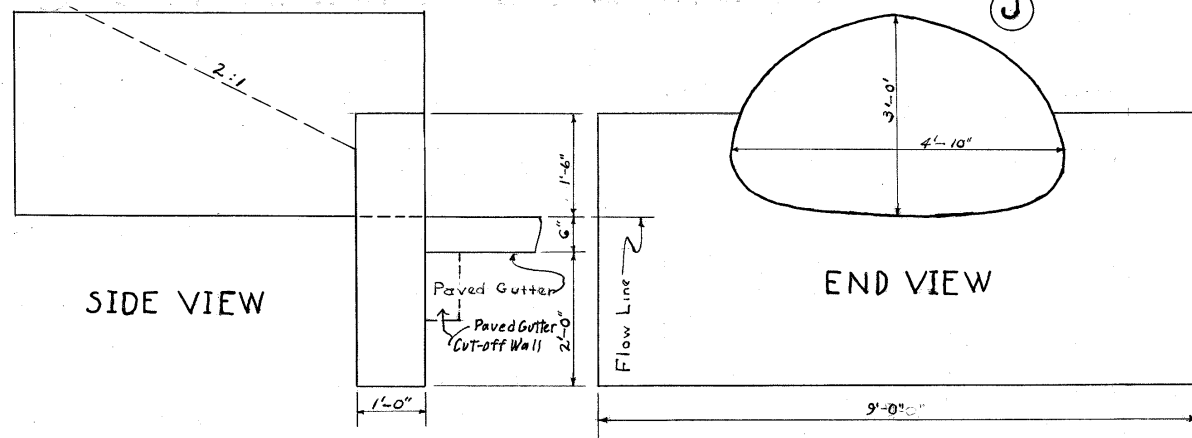 J
2:1
3'-0'
4'-10"
1'-6"
6"
2'-0"
Paved Gutter
Paved Gutter
Cut-off Wall
SIDE VIEW
Flow Line
END VIEW
1'-0"
9'-0"